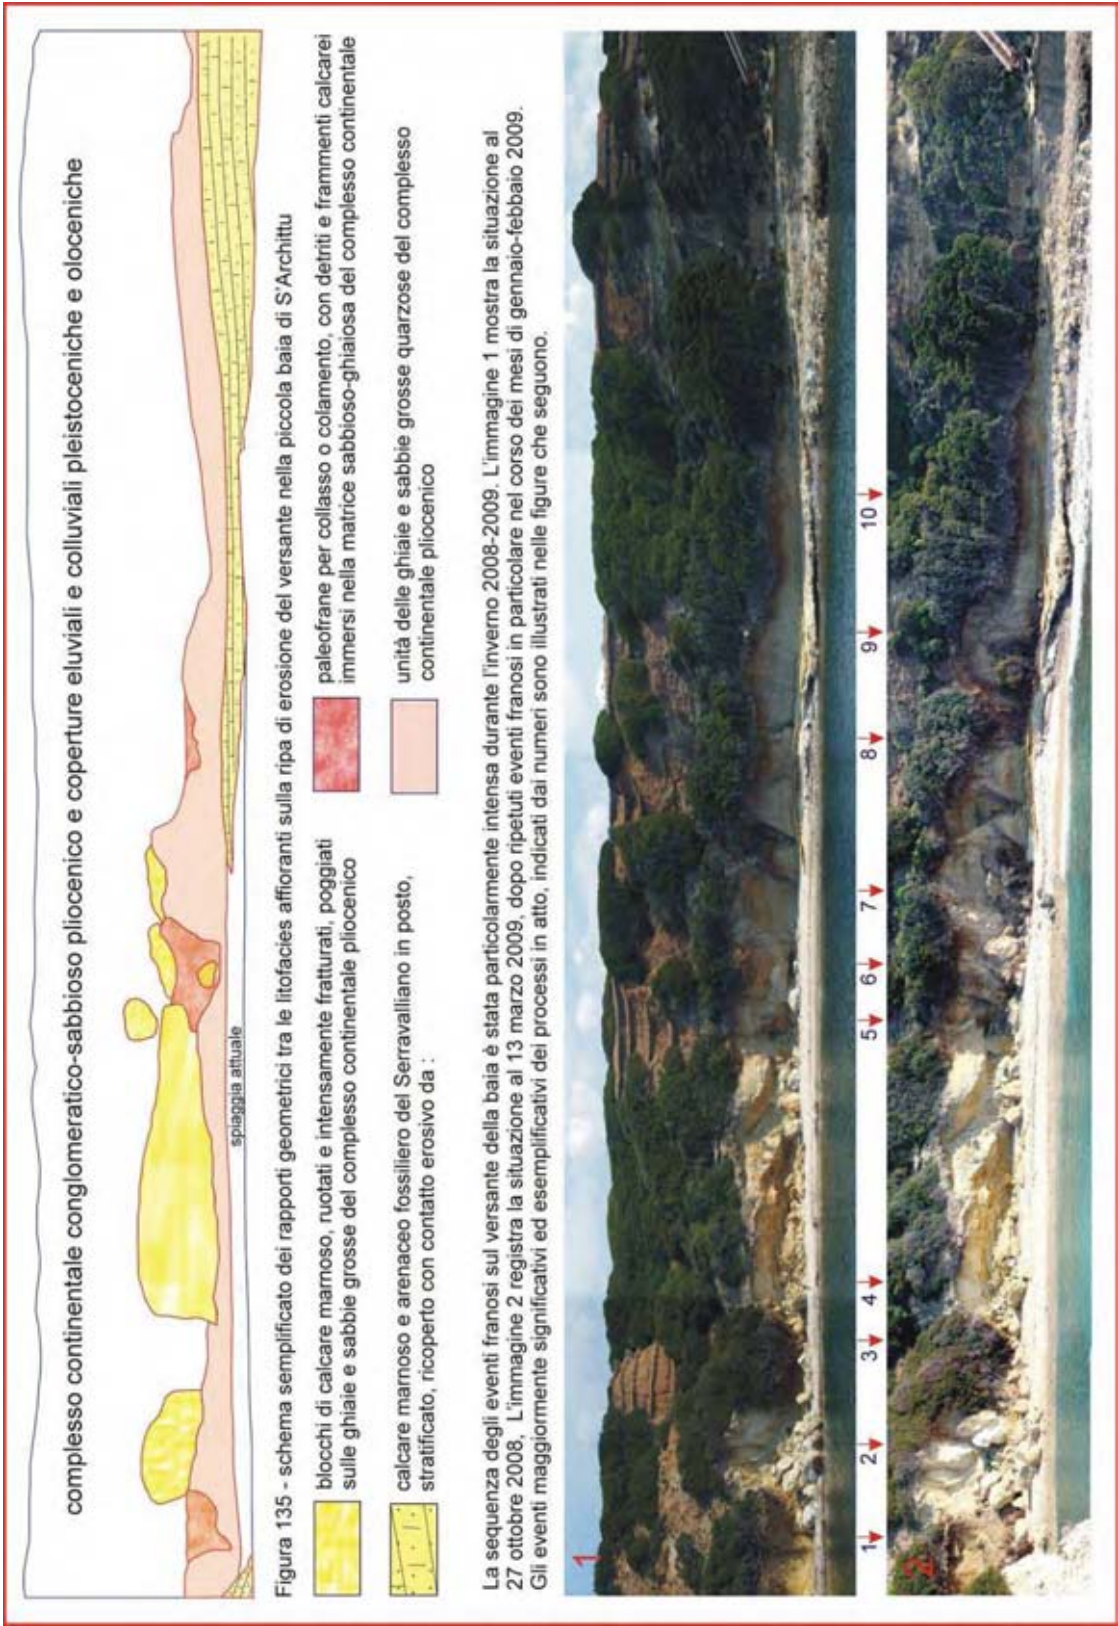 complesso continentale conglomeratico-sabbioso pliocenico e coperture eluviali e colluviali pleistoceniche e oloceniche
spiaggia attuale
Figura 135 - schema semplificato dei rapporti geometrici tra le litofacies affioranti sulla ripa di erosione del versante nella piccola baia di S'Archittu
blocchi di calcare marnoso, ruotati e intensamente fratturati, poggiati
sulle ghiaie e sabbie grosse del complesso continentale pliocenico
paleofrane per collasso o colamento, con detriti e frammenti calcarei
immersi nella matrice sabbioso-ghiaiosa del complesso continentale
calcare marnoso e arenaceo fossiliero del Serravalliano in posto,
stratificato, ricoperto con contatto erosivo da :
unità delle ghiaie e sabbie grosse quarzose del complesso
continentale pliocenico
La sequenza degli eventi franosi sul versante della baia è stata particolarmente intensa durante l'inverno 2008-2009. L'immagine 1 mostra la situazione al
27 ottobre 2008, L'immagine 2 registra la situazione al 13 marzo 2009, dopo ripetuti eventi franosi in particolare nel corso dei mesi di gennaio-febbaio 2009.
Gli eventi maggiormente significativi ed esemplificativi dei processi in atto, indicati dai numeri sono illustrati nelle figure che seguono.
1
1 2 3 4 5 6 7 8 9 10
2